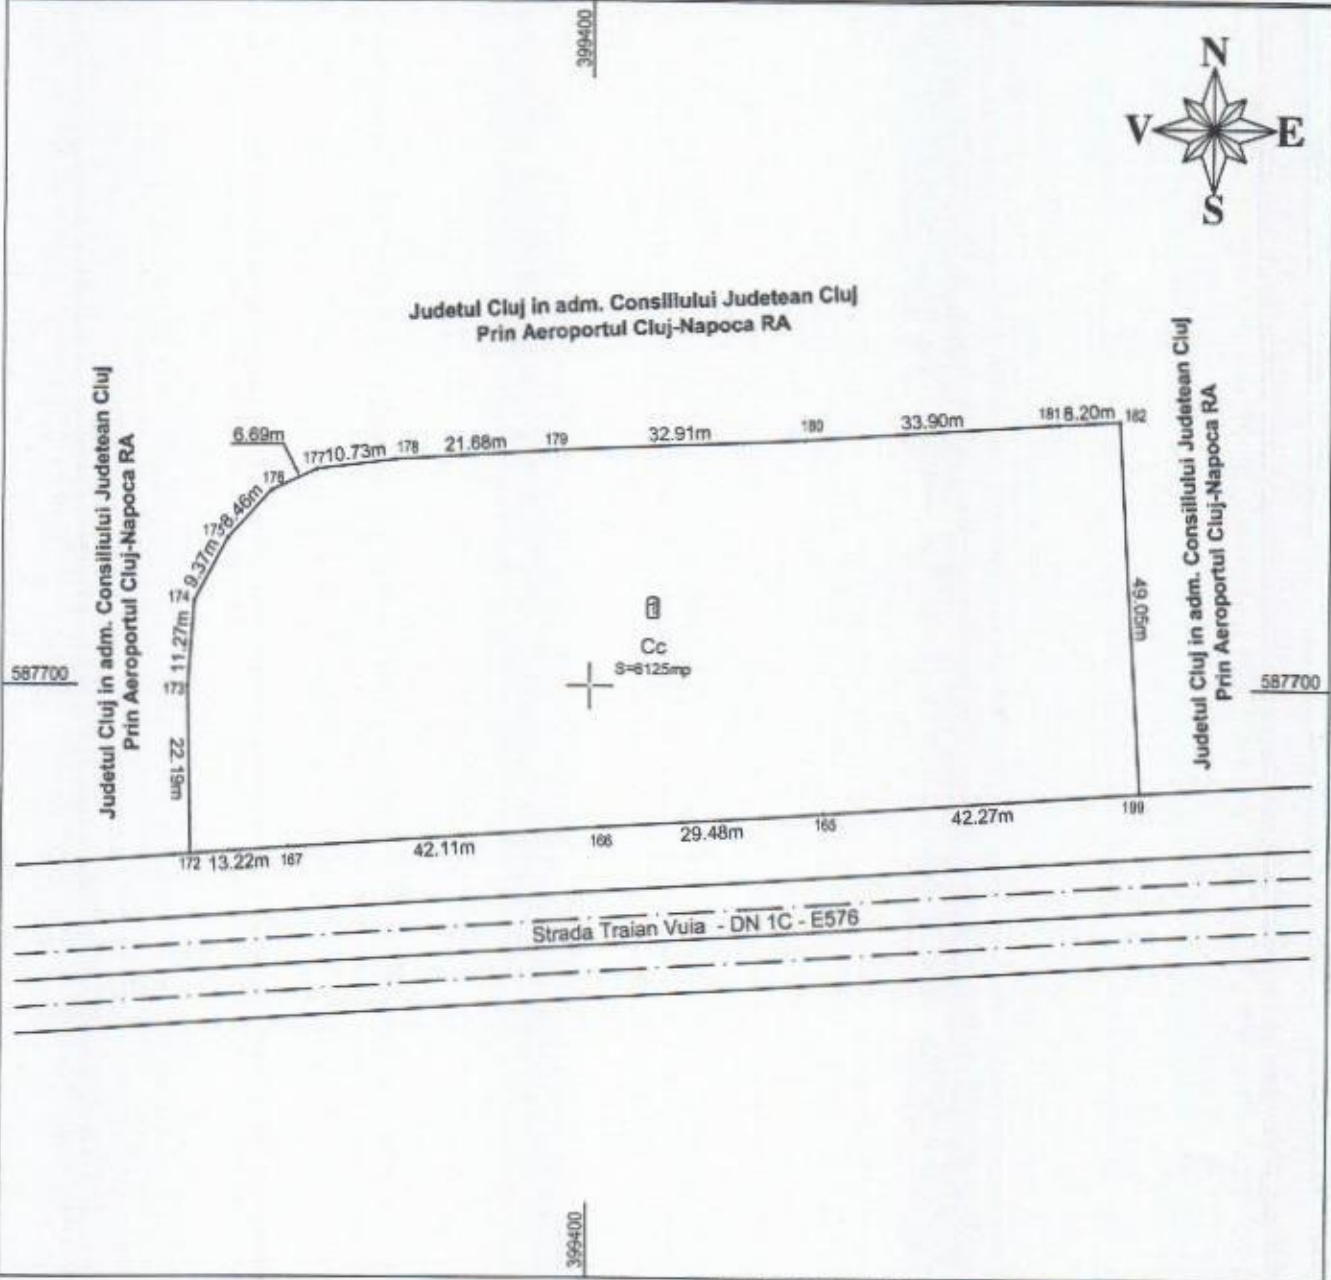 399400
N
V E
S
Judetul Cluj in adm. Consiliului Judetean Cluj
Prin Aeroportul Cluj-Napoca RA
Judetul Cluj in adm. Consiliului Judetean Cluj
Prin Aeroportul Cluj-Napoca RA
Judetul Cluj in adm. Consiliului Judetean Cluj
Prin Aeroportul Cluj-Napoca RA
6.69m
177 10.73m 178 21.68m 179 32.91m 180 33.90m 181 8.20m 182
176
8.46m
175
9.37m
174
11.27m
173
22.19m
49.05m
1
Cc
S=6125mp
587700
587700
172 13.22m 167 42.11m 166 29.48m 165 42.27m 199
Strada Traian Vuia - DN 1C - E576
399400